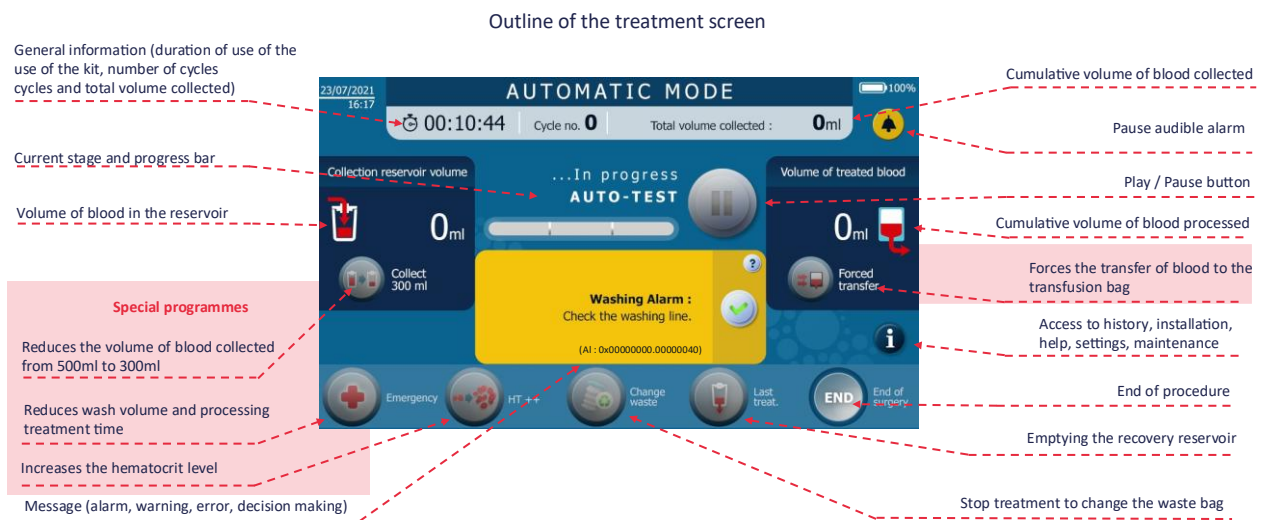 Outline of the treatment screen
General information (duration of use of the
use of the kit, number of cycles
cycles and total volume collected)
Current stage and progress bar
Volume of blood in the reservoir
Special programmes
Reduces the volume of blood collected
from 500ml to 300ml
Reduces wash volume and processing
treatment time
Increases the hematocrit level
Message (alarm, warning, error, decision making)
23/07/2021
16:17
AUTOMATIC MODE
100%
00:10:44
Cycle no. 0
Total volume collected : 0ml
Collection reservoir volume
0ml
Collect
300 ml
...In progress
AUTO-TEST
Volume of treated blood
0ml
Forced
transfer
?
Washing Alarm :
Check the washing line.
(Al : 0x00000000.00000040)
i
Emergency
HT ++
Change
waste
Last
treat.
END
End of
surgery
Cumulative volume of blood collected
Pause audible alarm
Play / Pause button
Cumulative volume of blood processed
Forces the transfer of blood to the
transfusion bag
Access to history, installation,
help, settings, maintenance
End of procedure
Emptying the recovery reservoir
Stop treatment to change the waste bag